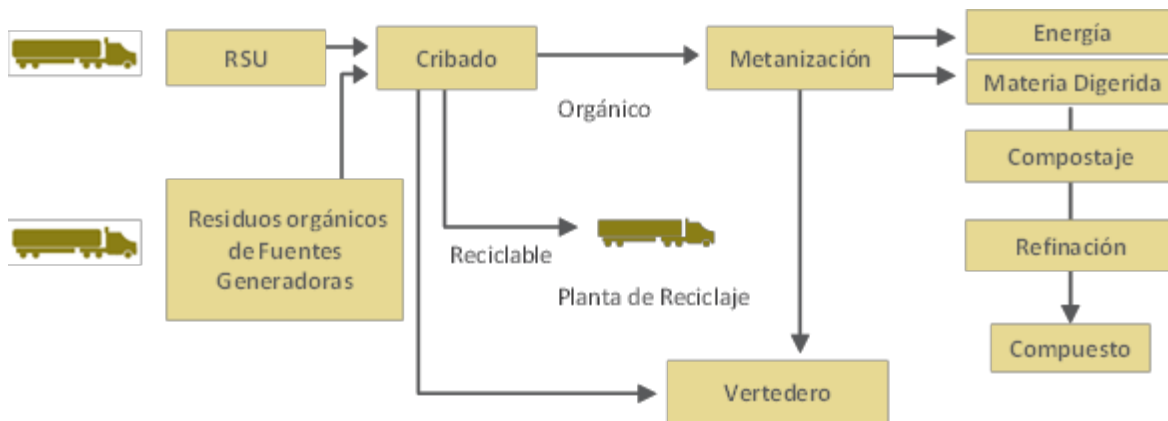 RSU
Cribado
Orgánico
Metanización
Energía
Materia Digerida
Compostaje
Refinación
Compuesto
Residuos orgánicos
de Fuentes
Generadoras
Reciclable
Planta de Reciclaje
Vertedero